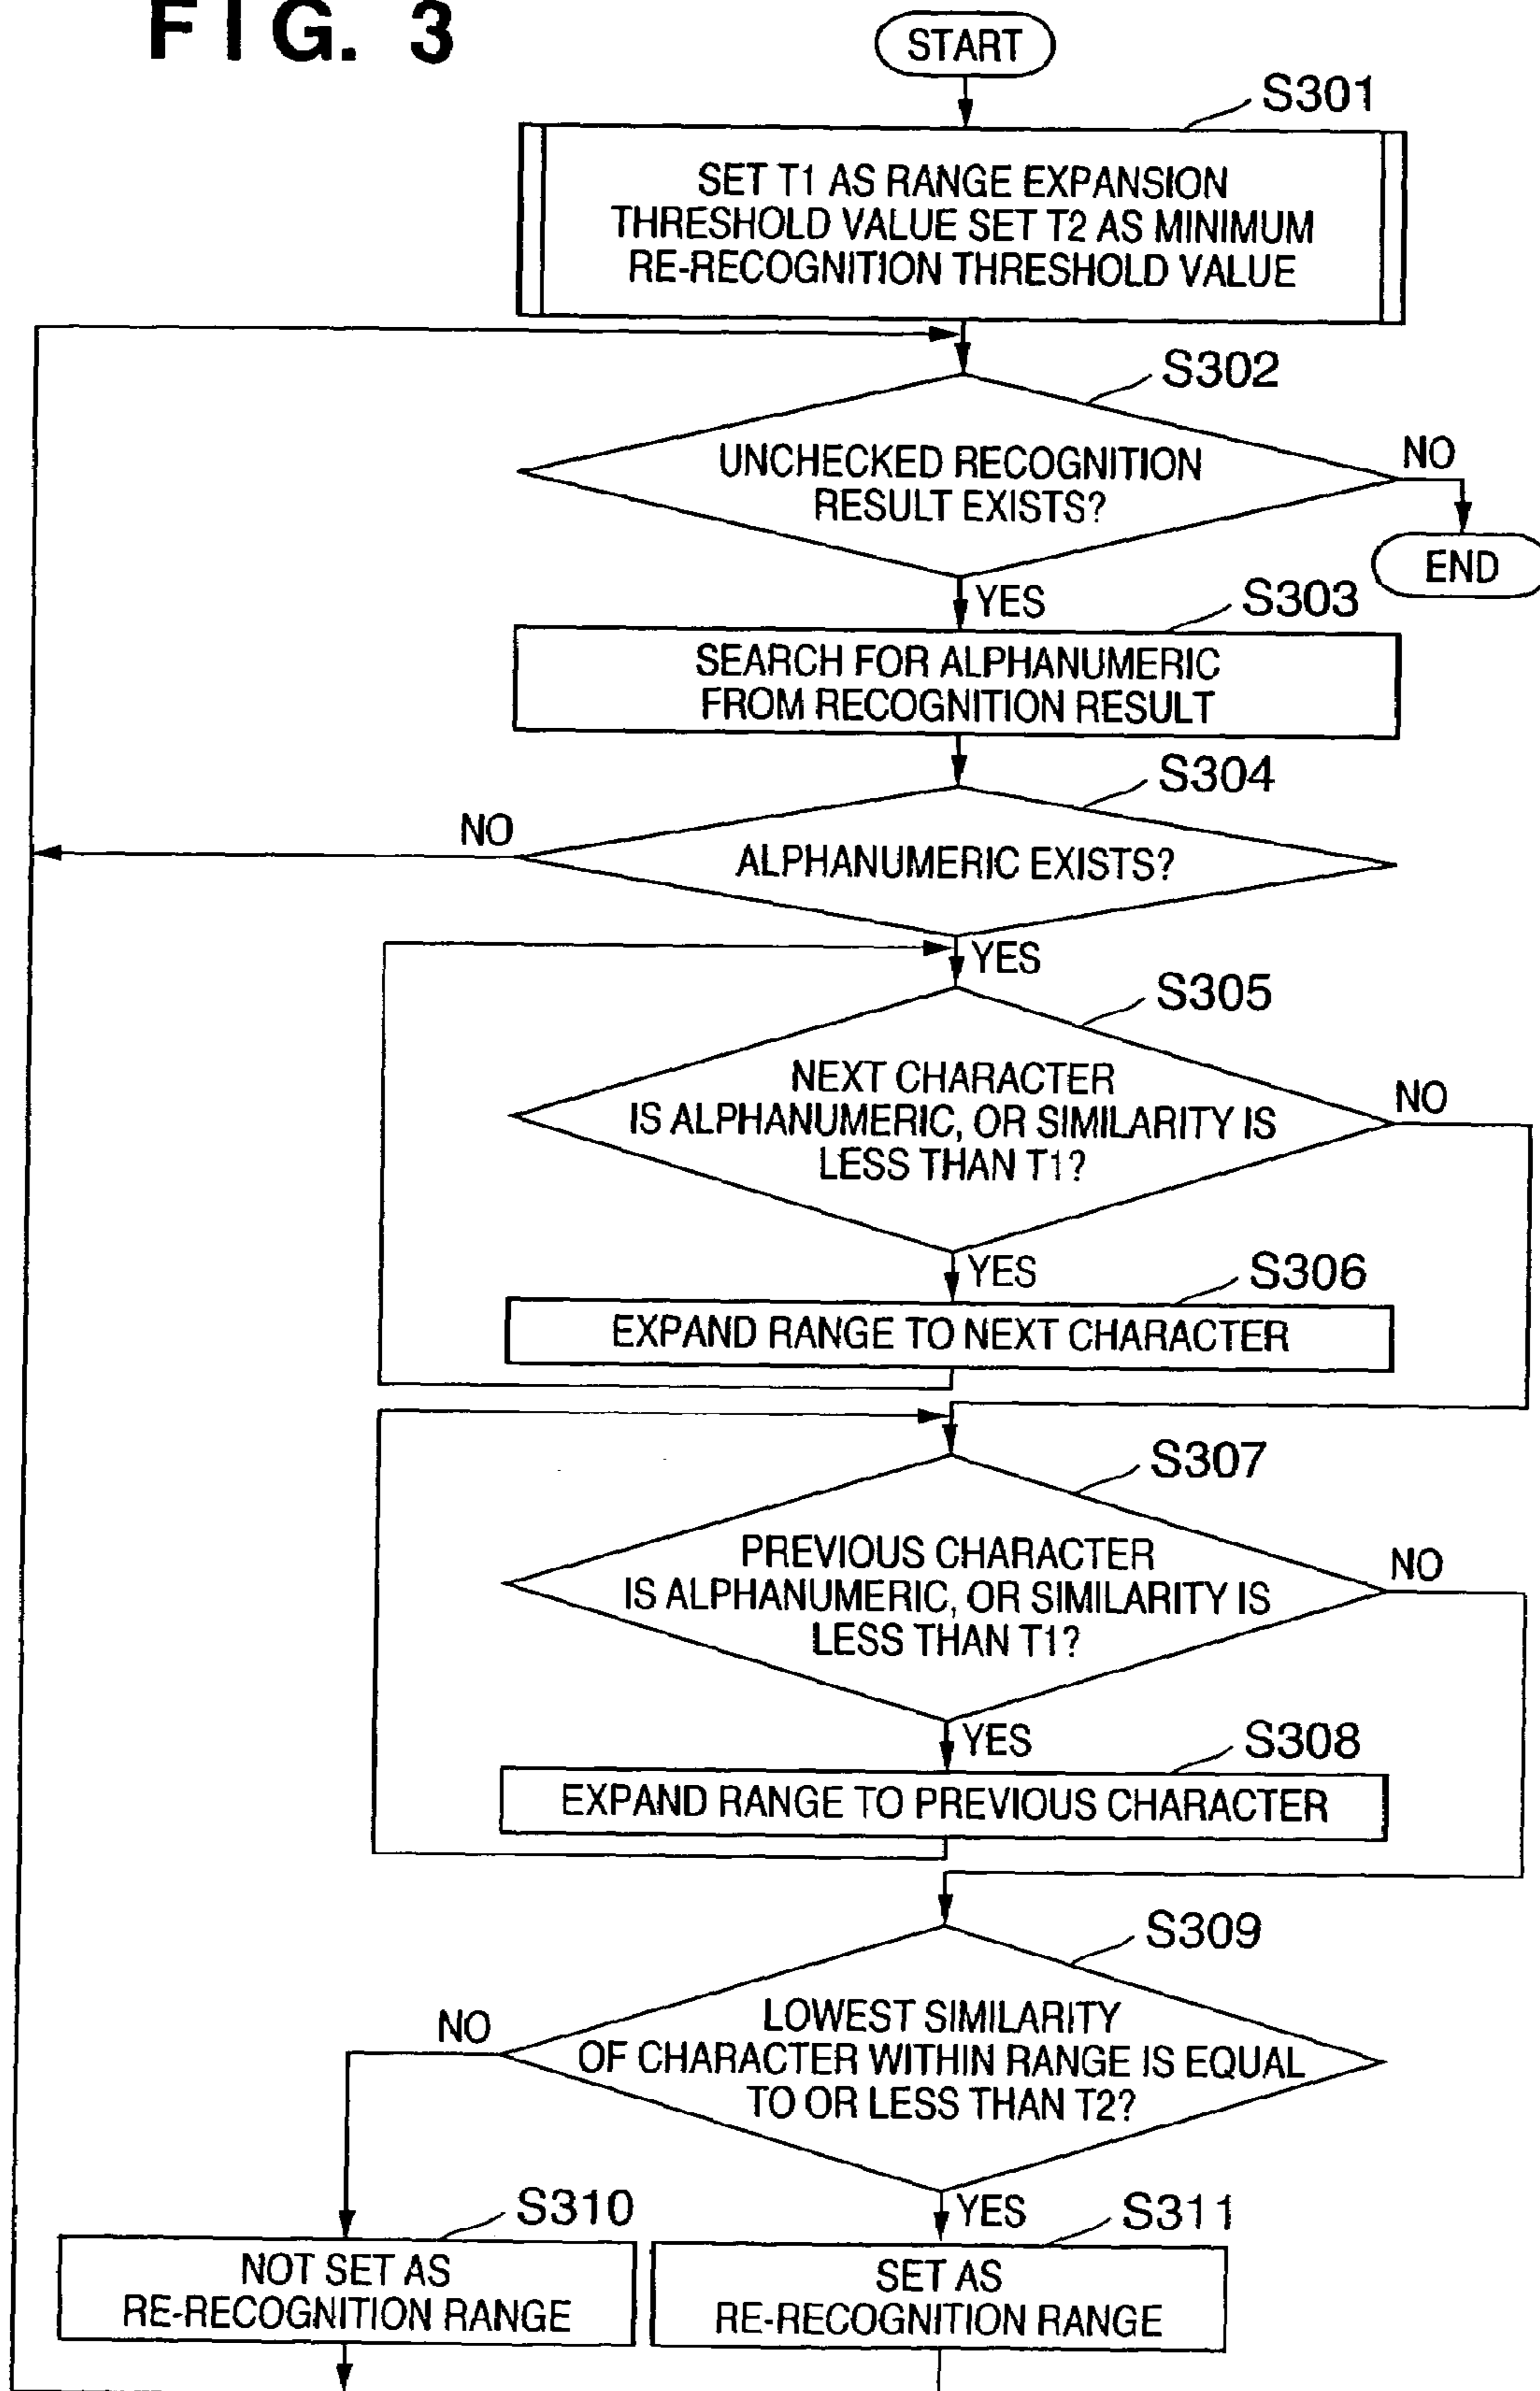 FIG. 3
START
S301
SET T1 AS RANGE EXPANSION
THRESHOLD VALUE SET T2 AS MINIMUM
RE-RECOGNITION THRESHOLD VALUE
S302
UNCHECKED RECOGNITION
RESULT EXISTS?
NO
END
YES
S303
SEARCH FOR ALPHANUMERIC
FROM RECOGNITION RESULT
S304
NO
ALPHANUMERIC EXISTS?
YES
S305
NEXT CHARACTER
IS ALPHANUMERIC, OR SIMILARITY IS
LESS THAN T1?
NO
YES
S306
EXPAND RANGE TO NEXT CHARACTER
S307
PREVIOUS CHARACTER
IS ALPHANUMERIC, OR SIMILARITY IS
LESS THAN T1?
NO
YES
S308
EXPAND RANGE TO PREVIOUS CHARACTER
S309
LOWEST SIMILARITY
OF CHARACTER WITHIN RANGE IS EQUAL
TO OR LESS THAN T2?
NO
YES
S310
NOT SET AS
RE-RECOGNITION RANGE
S311
SET AS
RE-RECOGNITION RANGE